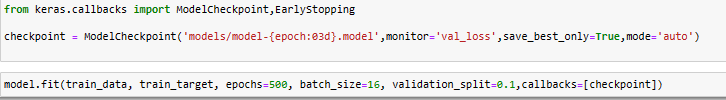 from keras.callbacks import ModelCheckpoint,EarlyStopping
checkpoint = ModelCheckpoint('models/model-{epoch:03d}.model',monitor='val_loss',save_best_only=True,mode='auto')
model.fit(train_data, train_target, epochs=500, batch_size=16, validation_split=0.1,callbacks=[checkpoint])